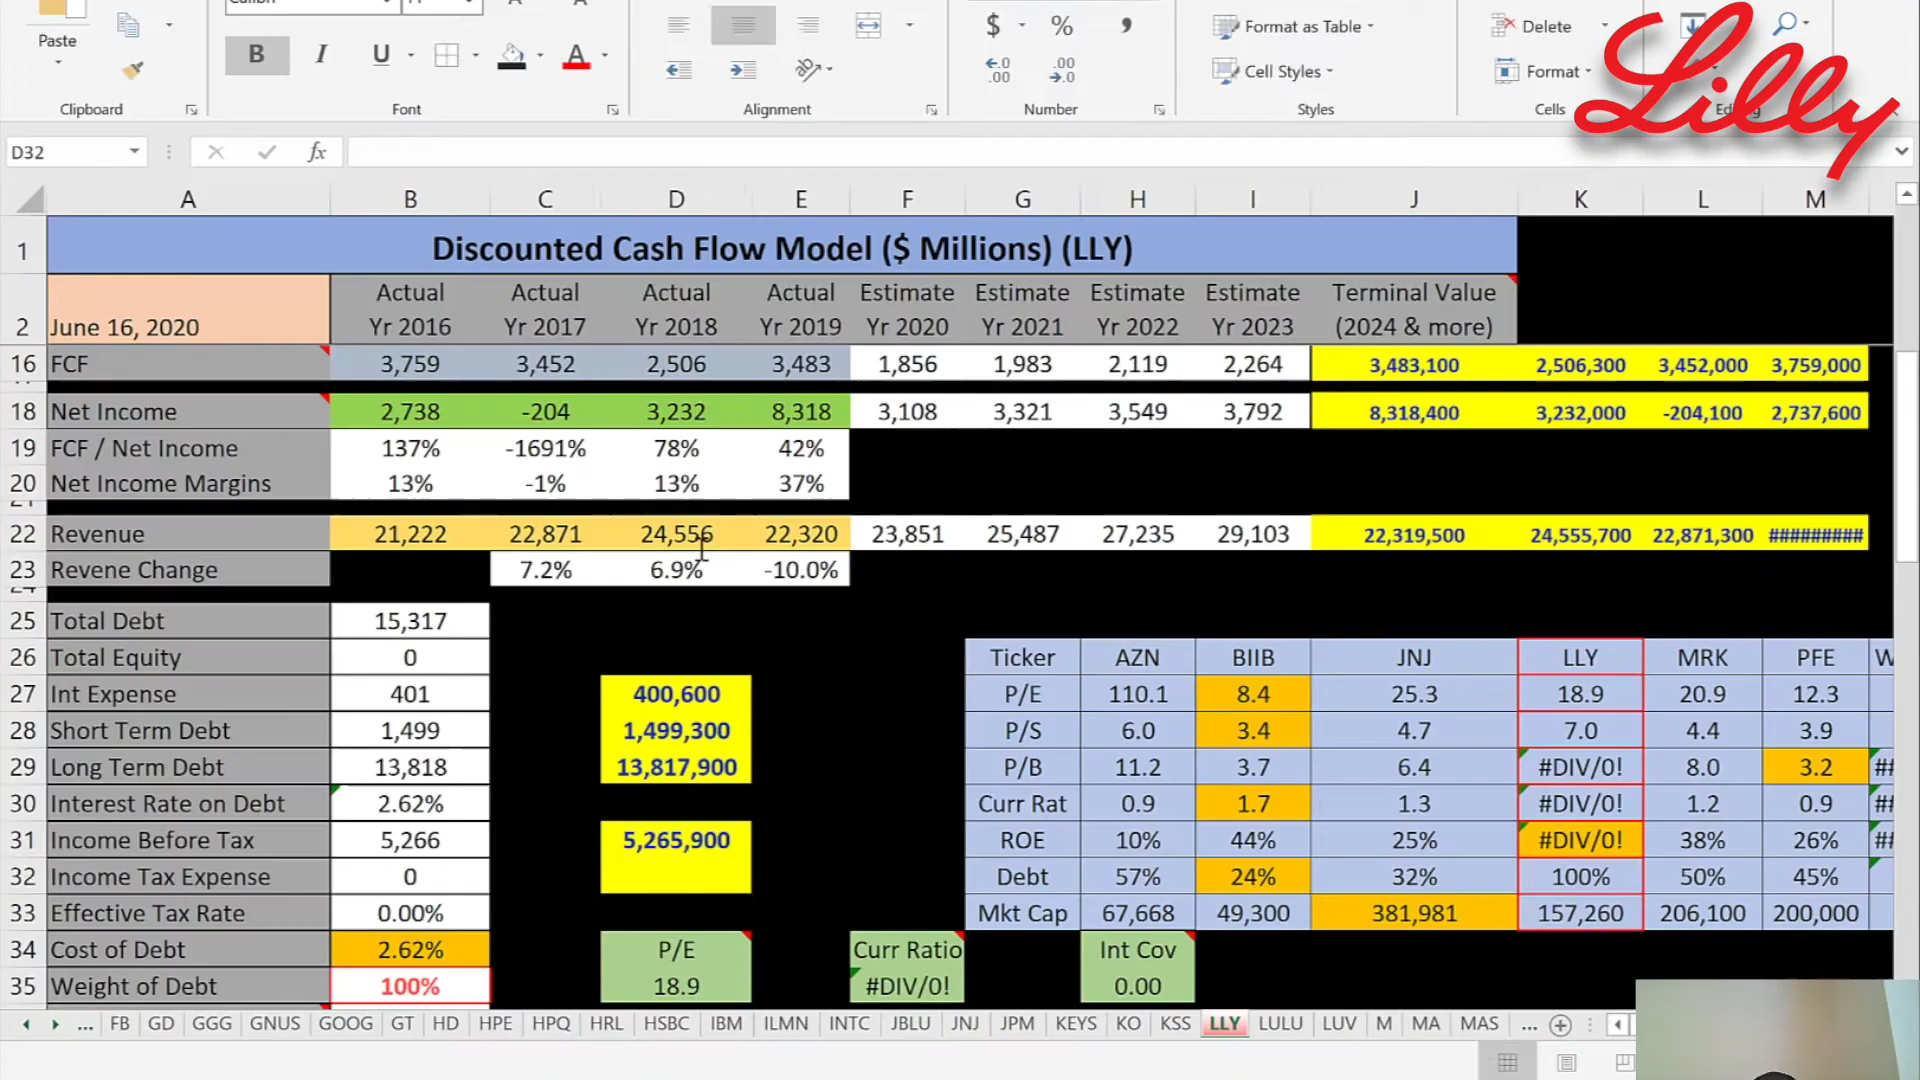 Paste
B I U A
$ % ,
Format as Table
Cell Styles
Delete
Format
Clipboard Font Alignment Number Styles Cells
Lilly
D32 fx
A B C D E F G H I J K L M
1 Discounted Cash Flow Model ($ Millions) (LLY)
Actual Actual Actual Actual Estimate Estimate Estimate Estimate Terminal Value
2 June 16, 2020 Yr 2016 Yr 2017 Yr 2018 Yr 2019 Yr 2020 Yr 2021 Yr 2022 Yr 2023 (2024 & more)
16 FCF 3,759 3,452 2,506 3,483 1,856 1,983 2,119 2,264 3,483,100 2,506,300 3,452,000 3,759,000
18 Net Income 2,738 -204 3,232 8,318 3,108 3,321 3,549 3,792 8,318,400 3,232,000 -204,100 2,737,600
19 FCF / Net Income 137% -1691% 78% 42%
20 Net Income Margins 13% -1% 13% 37%
22 Revenue 21,222 22,871 24,556 22,320 23,851 25,487 27,235 29,103 22,319,500 24,555,700 22,871,300 #########
23 Revene Change 7.2% 6.9% -10.0%
25 Total Debt 15,317
26 Total Equity 0 Ticker AZN BIIB JNJ LLY MRK PFE W
27 Int Expense 401 400,600 P/E 110.1 8.4 25.3 18.9 20.9 12.3
28 Short Term Debt 1,499 1,499,300 P/S 6.0 3.4 4.7 7.0 4.4 3.9
29 Long Term Debt 13,818 13,817,900 P/B 11.2 3.7 6.4 #DIV/0! 8.0 3.2 ##
30 Interest Rate on Debt 2.62% Curr Rat 0.9 1.7 1.3 #DIV/0! 1.2 0.9 ##
31 Income Before Tax 5,266 5,265,900 ROE 10% 44% 25% #DIV/0! 38% 26% ##
32 Income Tax Expense 0 Debt 57% 24% 32% 100% 50% 45%
33 Effective Tax Rate 0.00% Mkt Cap 67,668 49,300 381,981 157,260 206,100 200,000
34 Cost of Debt 2.62% P/E Curr Ratio Int Cov
35 Weight of Debt 100% 18.9 #DIV/0! 0.00
... FB GD GGG GNUS GOOG GT HD HPE HPQ HRL HSBC IBM ILMN INTC JBLU JNJ JPM KEYS KO KSS LLY LULU LUV M MA MAS ...